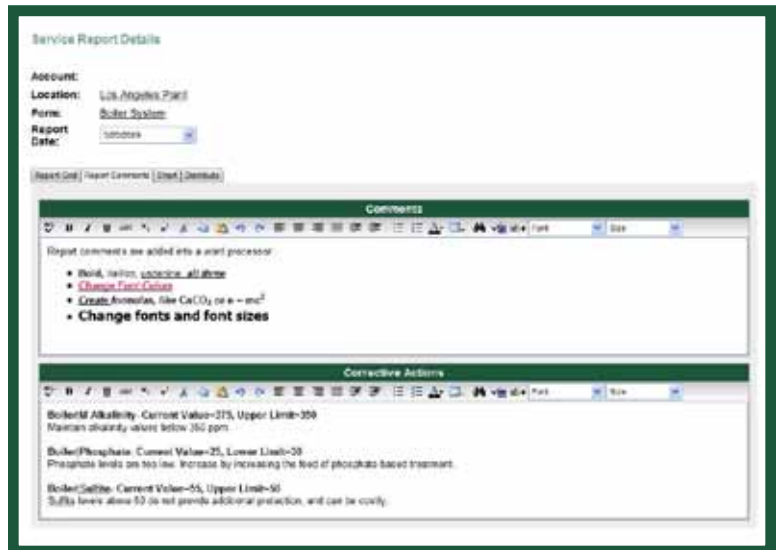 Service Report Details
Account:
Location: Los Angeles Plant
Form: Boiler System
Report Date:
Report Grid Report Comments Chart Distribute
Comments
Font Size
Report comments are added into a word processor
• Bold, italics, underline, all three
• Change Font Colors
• Create formulas, like CaCO₃ or e = mc²
• Change fonts and font sizes
Corrective Actions
Font Size
Boiler|M Alkalinity- Current Value=375, Upper Limit=350
Maintain alkalinity values below 350 ppm.
Boiler|Phosphate- Current Value=25, Lower Limit=30
Phosphate levels are too low. Increase by increasing the feed of phosphate based treatment.
Boiler|Sulfite- Current Value=55, Upper Limit=50
Sulfite levels above 50 do not provide additional protection, and can be costly.